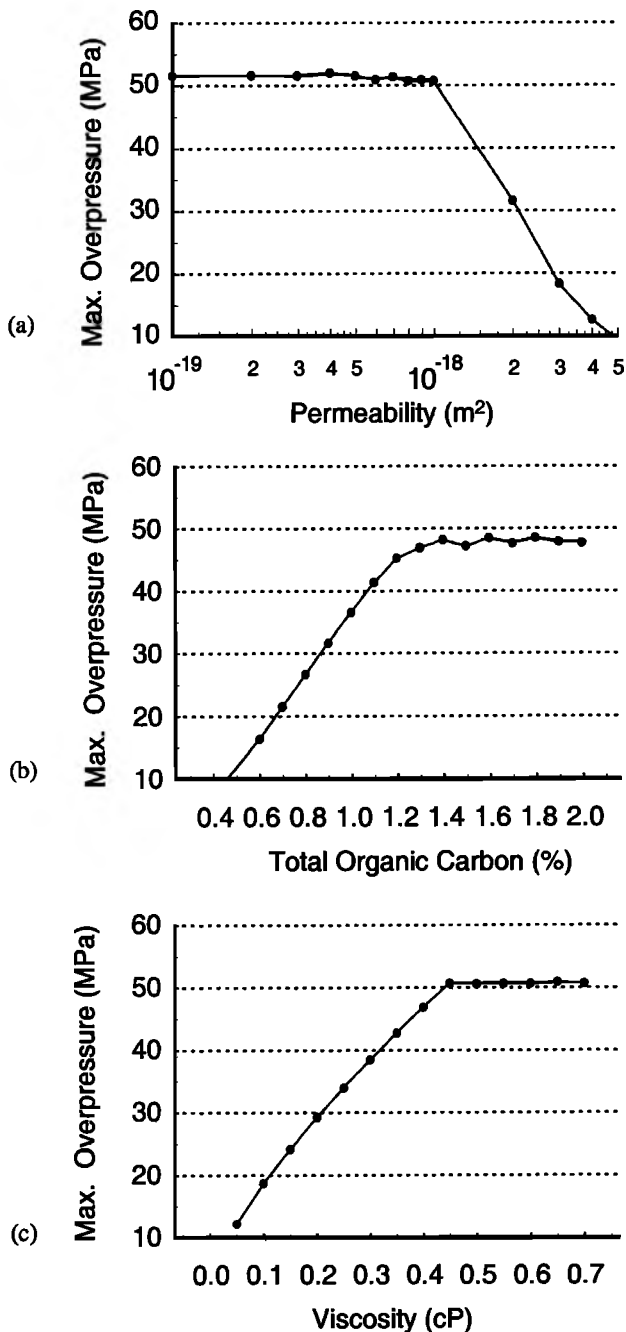 60
50
40
30
20
10
Max. Overpressure (MPa)
(a)
10-19 2 3 4 5 10-18 2 3 4 5
Permeability (m2)
60
50
40
30
20
10
Max. Overpressure (MPa)
(b)
0.4 0.6 0.8 1.0 1.2 1.4 1.6 1.8 2.0
Total Organic Carbon (%)
60
50
40
30
20
10
Max. Overpressure (MPa)
(c)
0.0 0.1 0.2 0.3 0.4 0.5 0.6 0.7
Viscosity (cP)